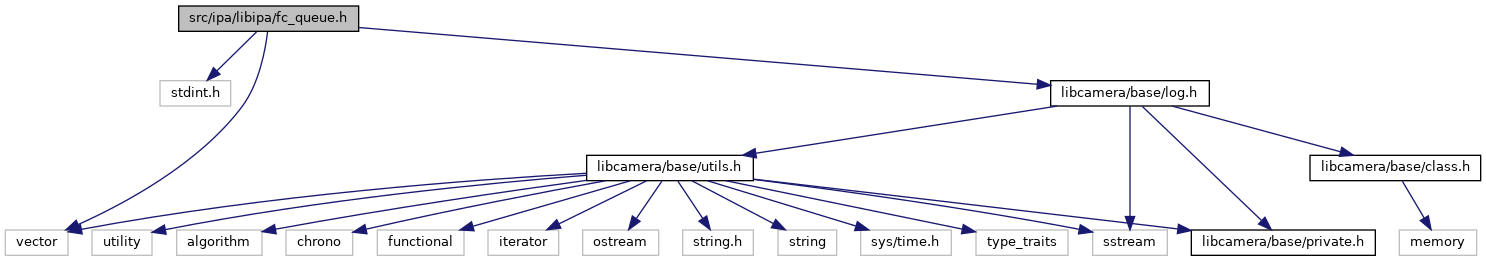 src/ipa/libipa/fc_queue.h
stdint.h
libcamera/base/log.h
libcamera/base/utils.h
libcamera/base/class.h
vector
utility
algorithm
chrono
functional
iterator
ostream
string.h
string
sys/time.h
type_traits
sstream
libcamera/base/private.h
memory